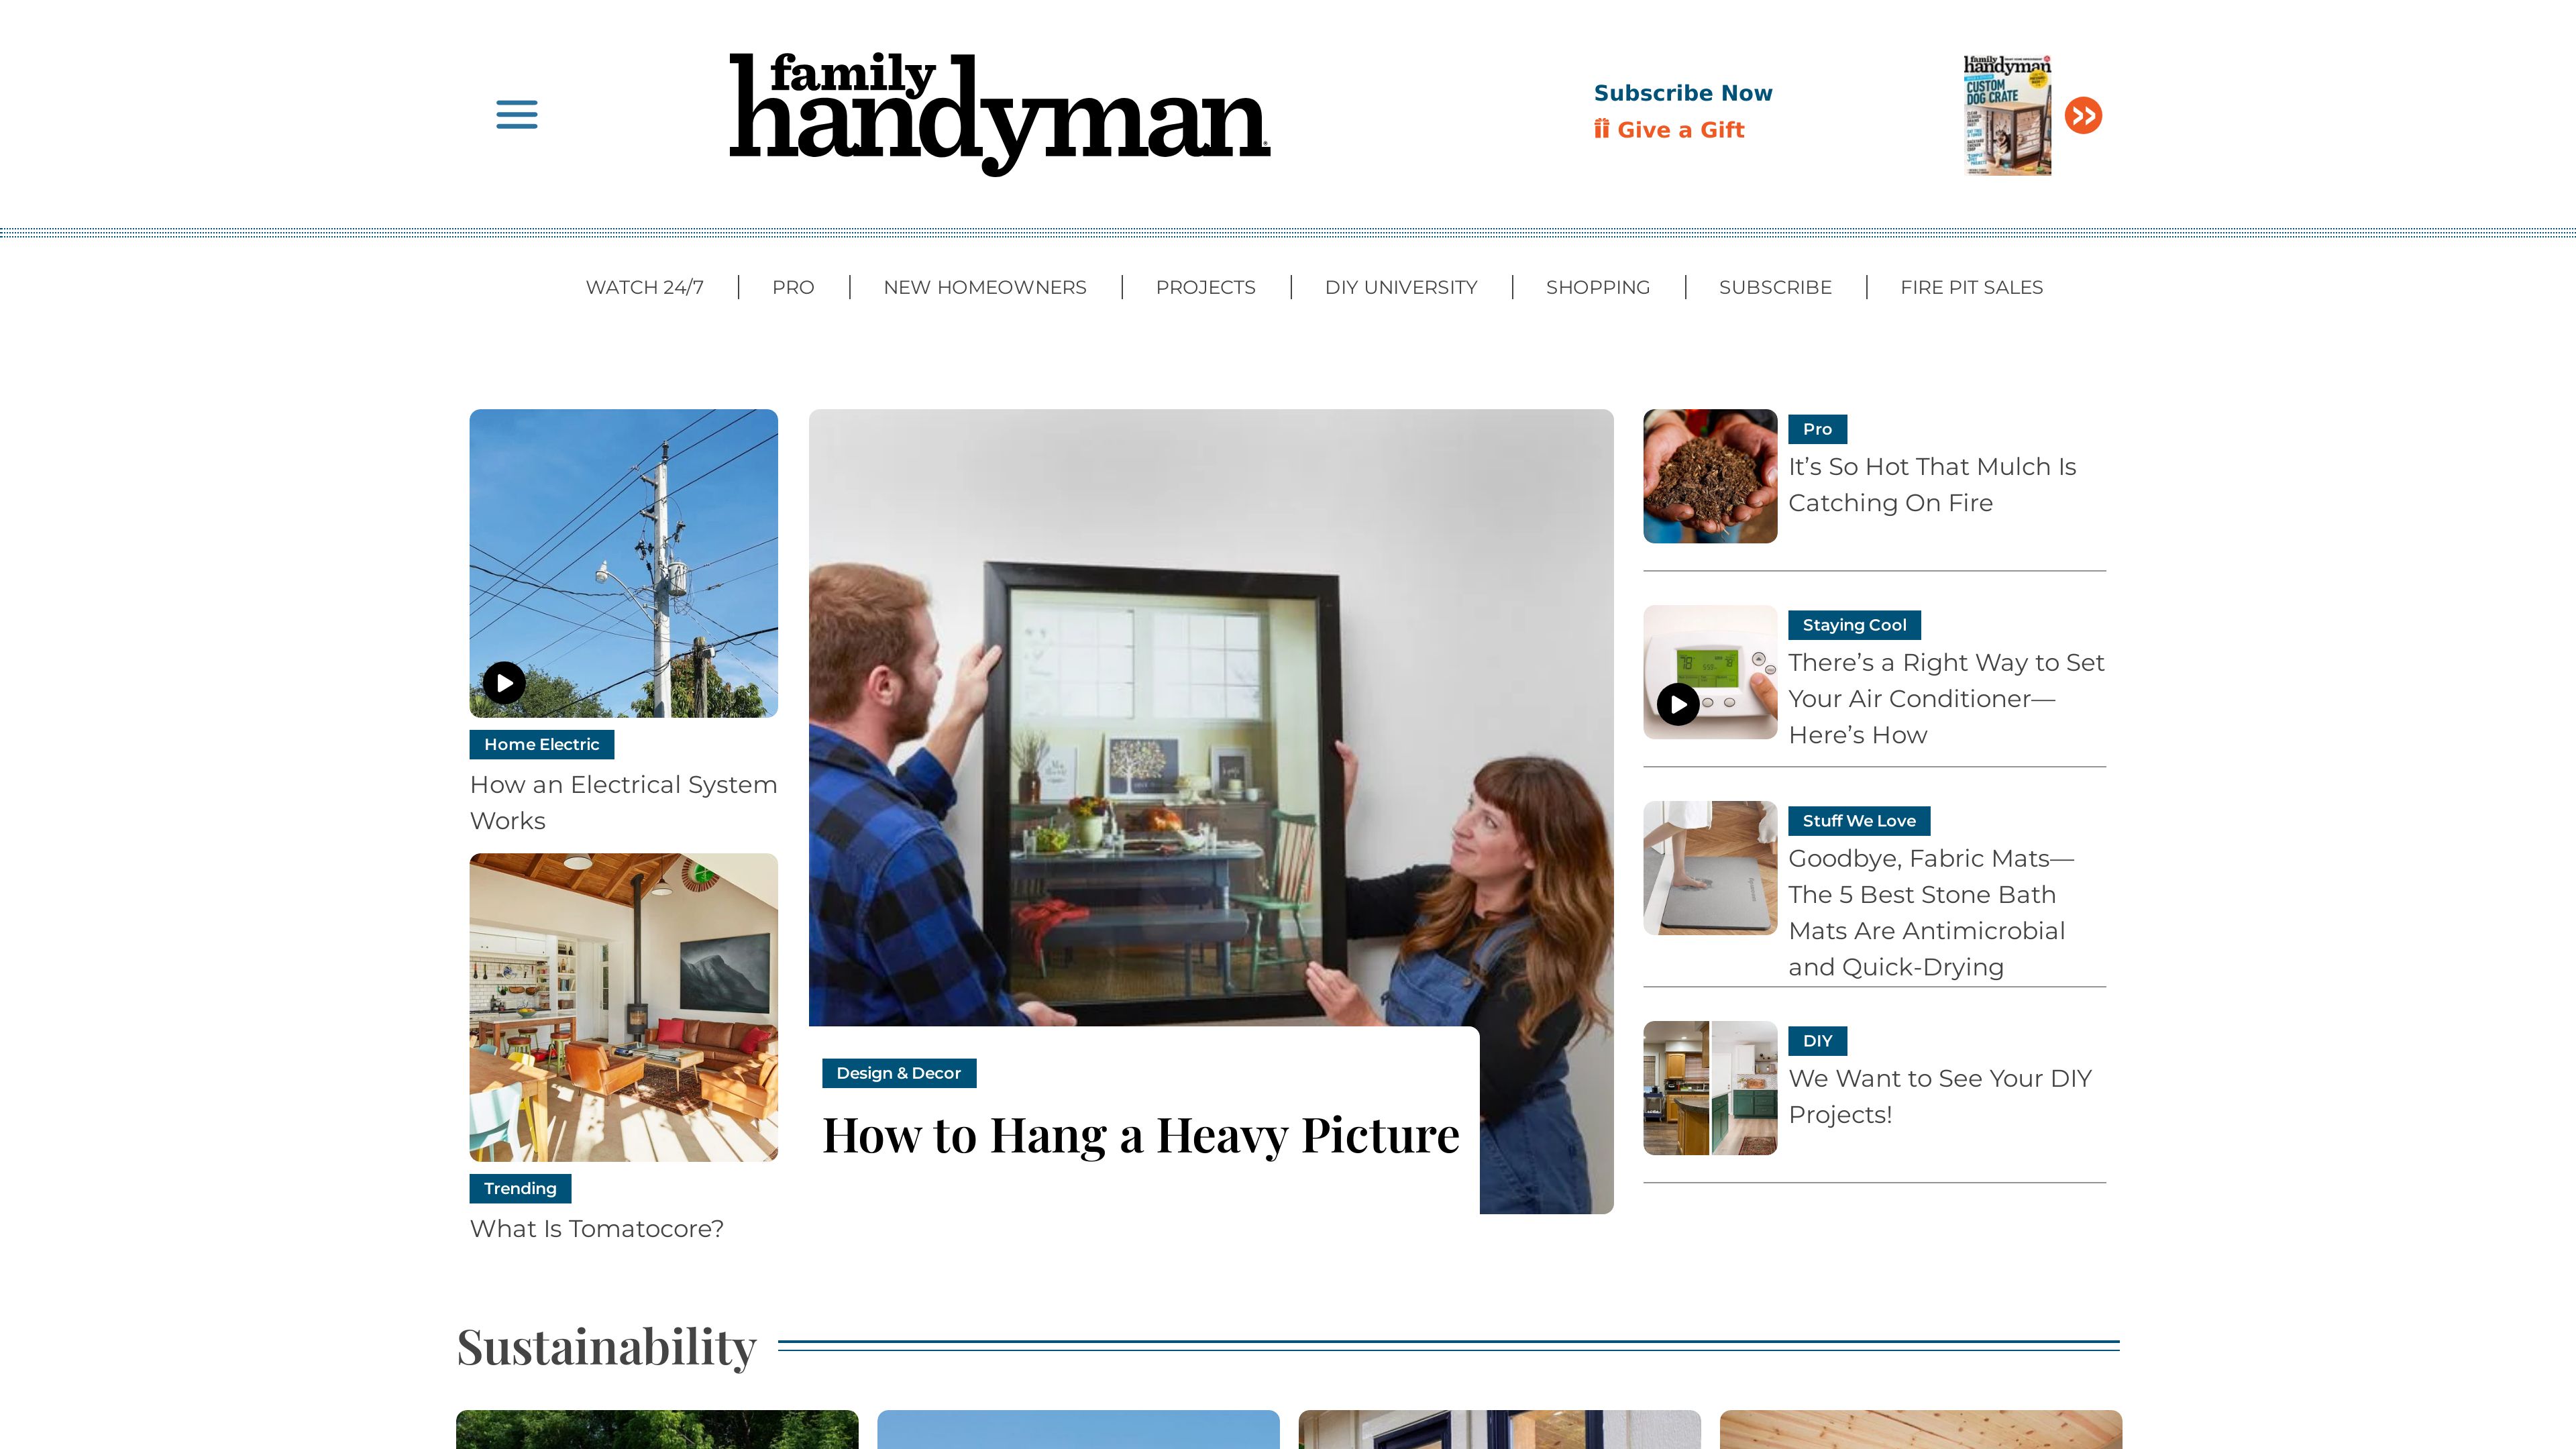 family
handyman
Subscribe Now
Give a Gift
family
handyman
CUSTOM
DOG CRATE
WATCH 24/7
PRO
NEW HOMEOWNERS
PROJECTS
DIY UNIVERSITY
SHOPPING
SUBSCRIBE
FIRE PIT SALES
Home Electric
How an Electrical System
Works
Trending
What Is Tomatocore?
Design & Decor
How to Hang a Heavy Picture
Pro
It’s So Hot That Mulch Is
Catching On Fire
78
78
Staying Cool
There’s a Right Way to Set
Your Air Conditioner—
Here’s How
Stuff We Love
Goodbye, Fabric Mats—
The 5 Best Stone Bath
Mats Are Antimicrobial
and Quick-Drying
DIY
We Want to See Your DIY
Projects!
Sustainability